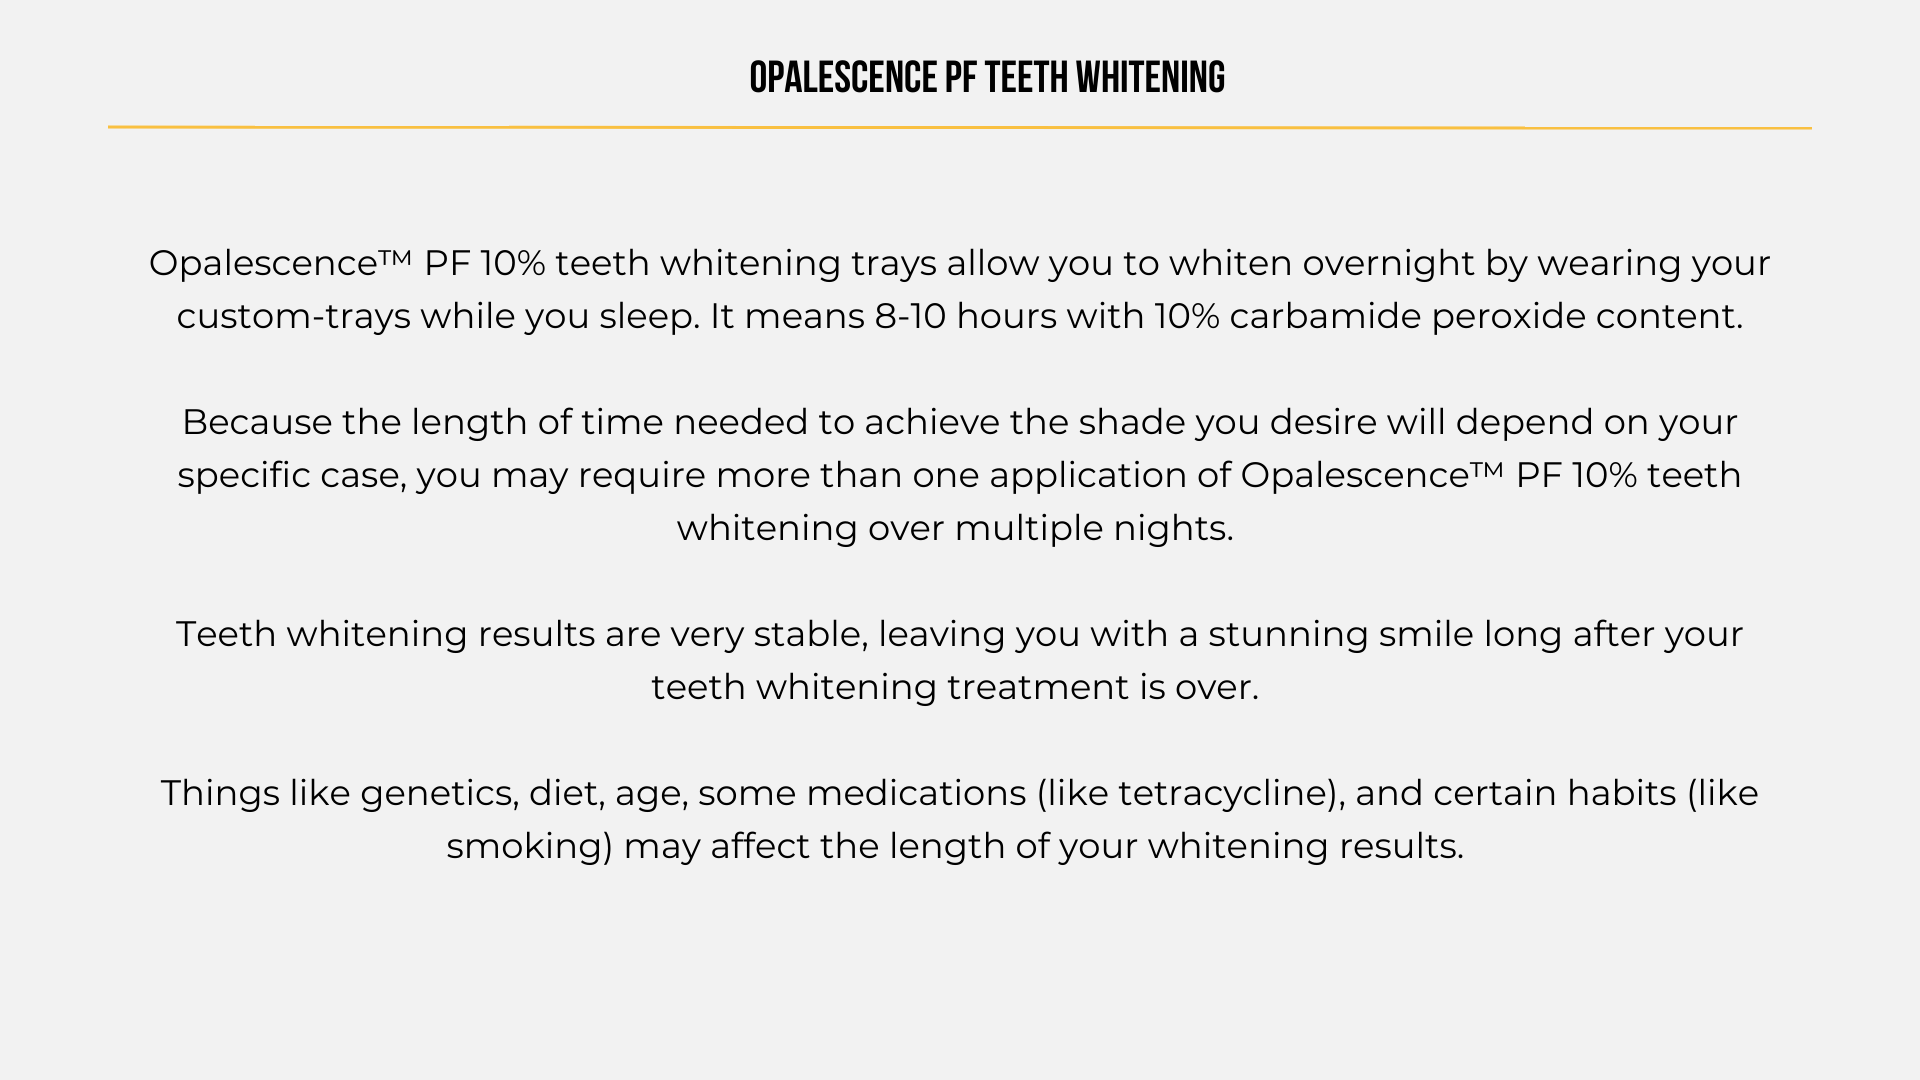 OPALESCENCE PF TEETH WHITENING
Opalescence™ PF 10% teeth whitening trays allow you to whiten overnight by wearing your
custom-trays while you sleep. It means 8-10 hours with 10% carbamide peroxide content.
Because the length of time needed to achieve the shade you desire will depend on your
specific case, you may require more than one application of Opalescence™ PF 10% teeth
whitening over multiple nights.
Teeth whitening results are very stable, leaving you with a stunning smile long after your
teeth whitening treatment is over.
Things like genetics, diet, age, some medications (like tetracycline), and certain habits (like
smoking) may affect the length of your whitening results.